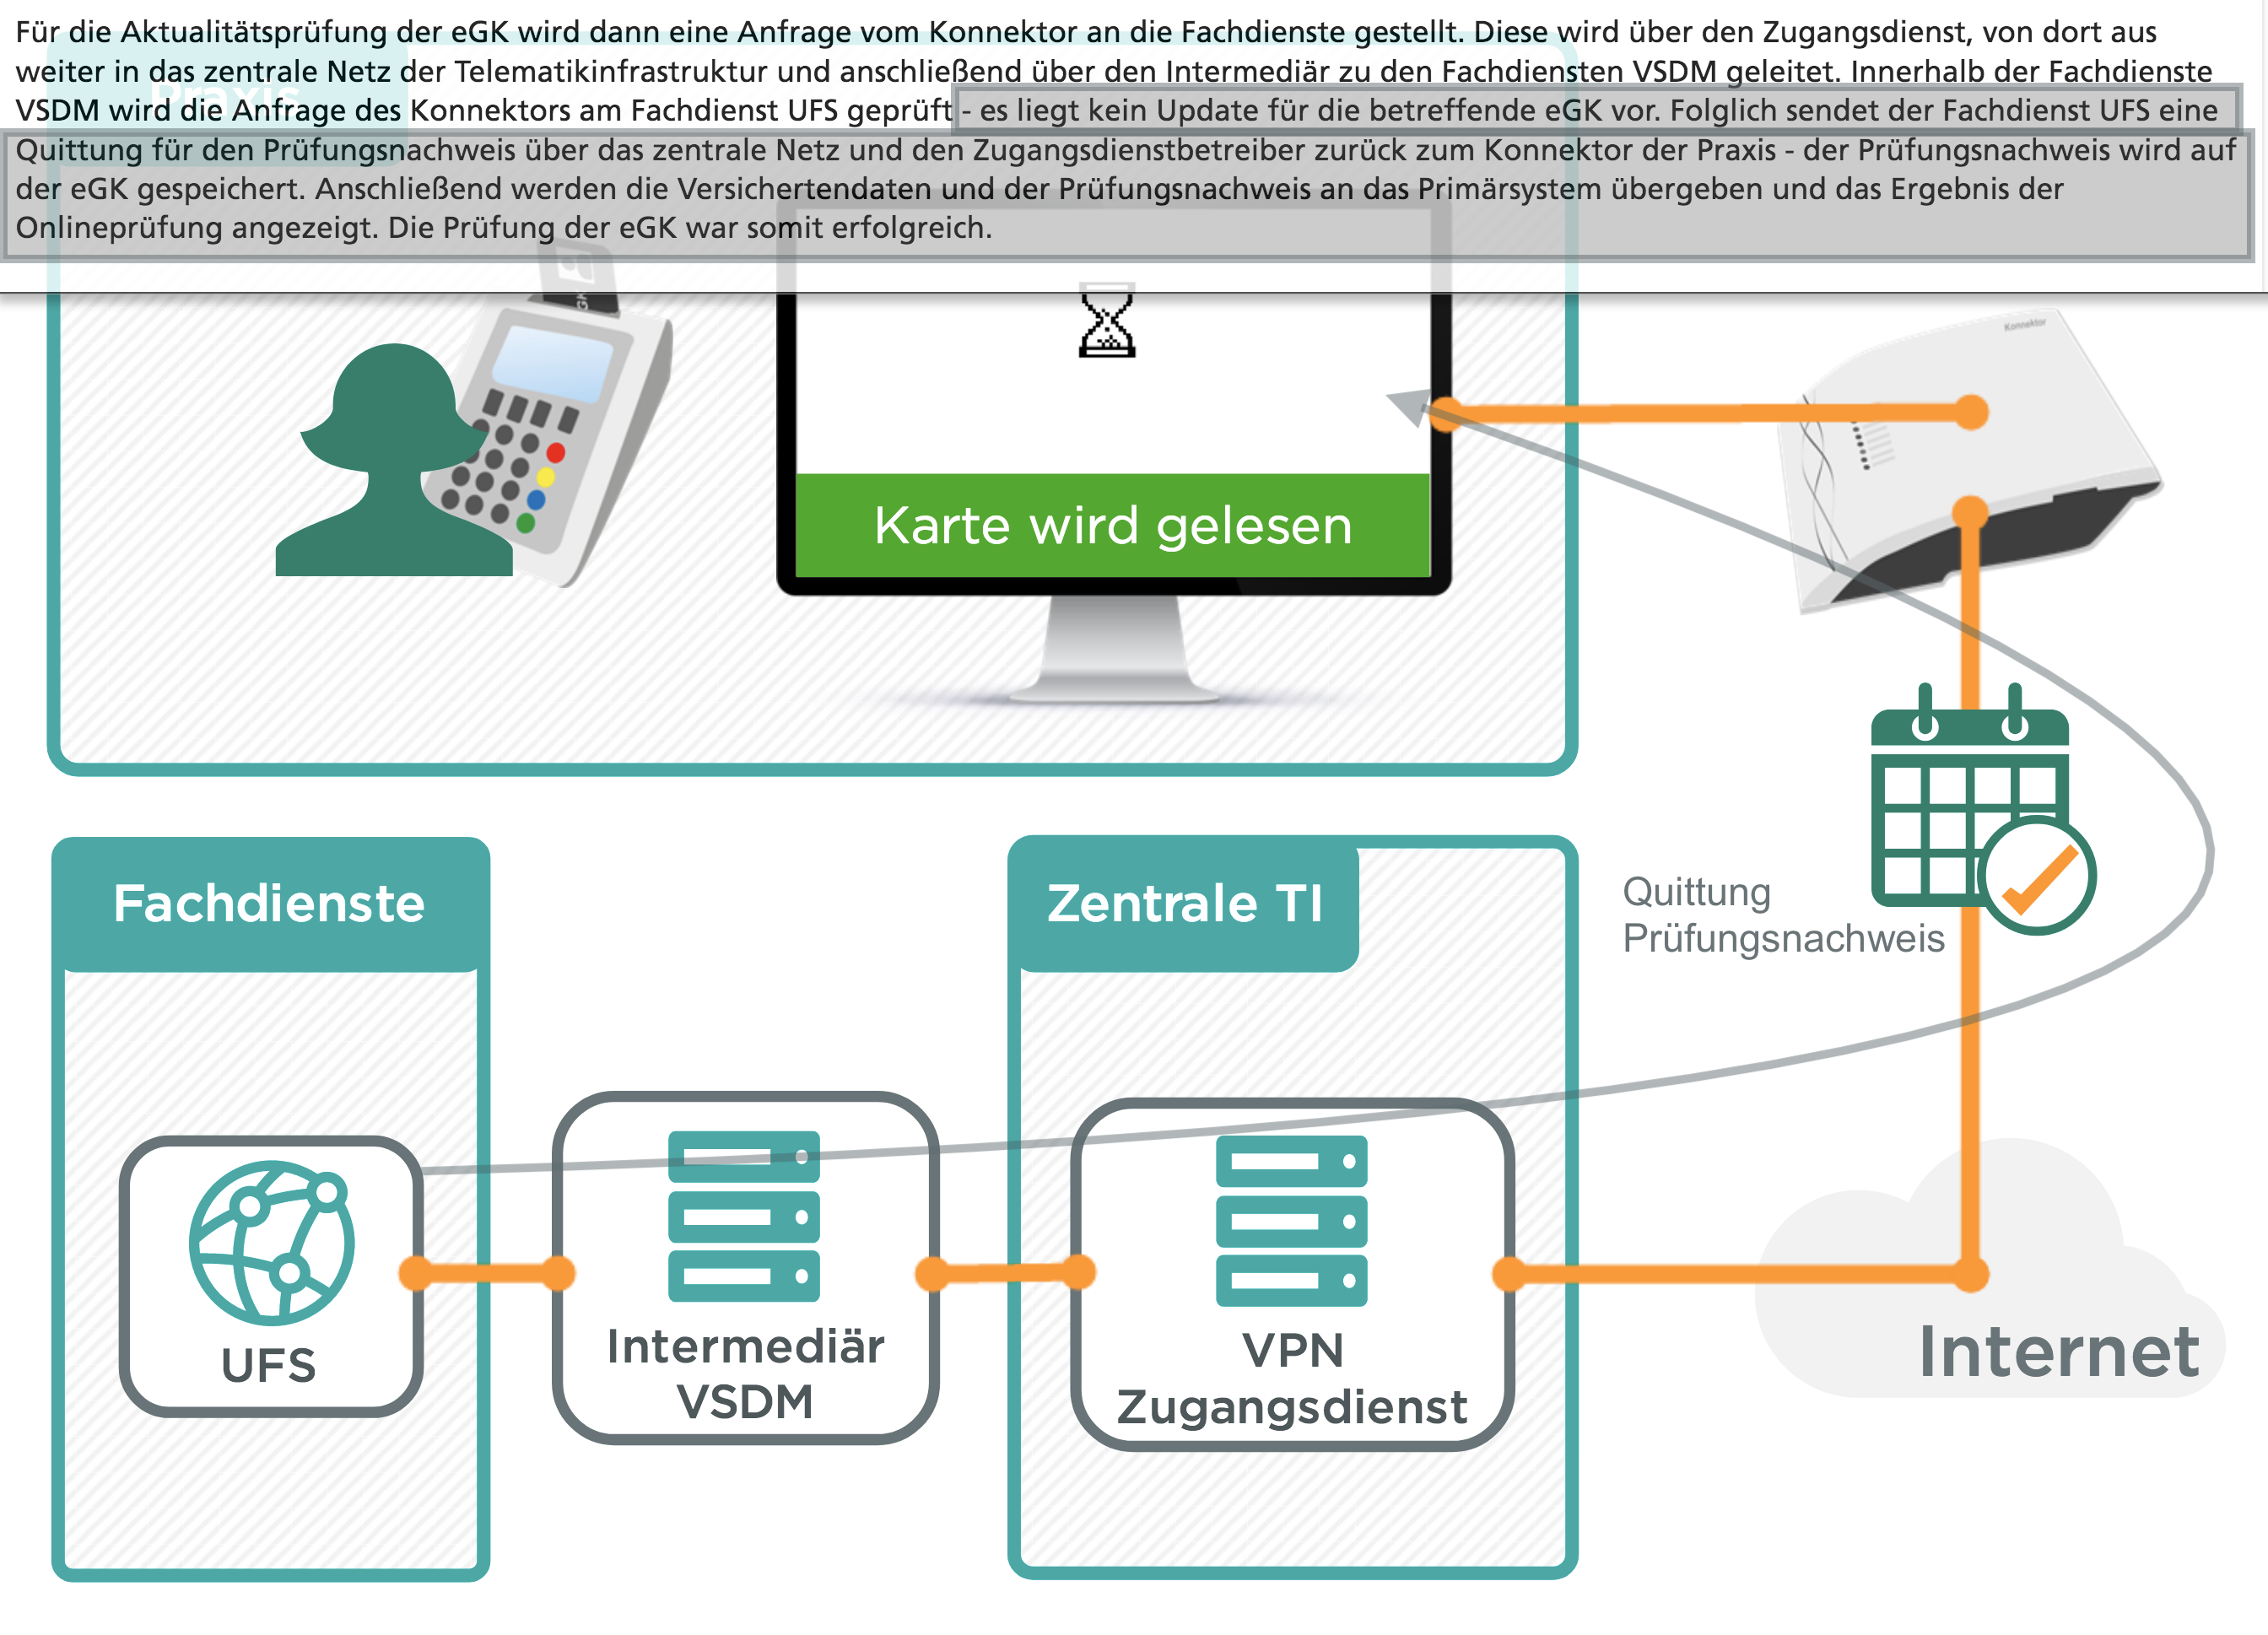 Für die Aktualitätsprüfung der eGK wird dann eine Anfrage vom Konnektor an die Fachdienste gestellt. Diese wird über den Zugangsdienst, von dort aus
weiter in das zentrale Netz der Telematikinfrastruktur und anschließend über den Intermediär zu den Fachdiensten VSDM geleitet. Innerhalb der Fachdienste
VSDM wird die Anfrage des Konnektors am Fachdienst UFS geprüft - es liegt kein Update für die betreffende eGK vor. Folglich sendet der Fachdienst UFS eine
Quittung für den Prüfungsnachweis über das zentrale Netz und den Zugangsdienstbetreiber zurück zum Konnektor der Praxis - der Prüfungsnachweis wird auf
der eGK gespeichert. Anschließend werden die Versichertendaten und der Prüfungsnachweis an das Primärsystem übergeben und das Ergebnis der
Onlineprüfung angezeigt. Die Prüfung der eGK war somit erfolgreich.
Praxis
Konnektor
Karte wird gelesen
Fachdienste
Zentrale TI
Quittung
Prüfungsnachweis
UFS
Intermediär
VSDM
VPN
Zugangsdienst
Internet